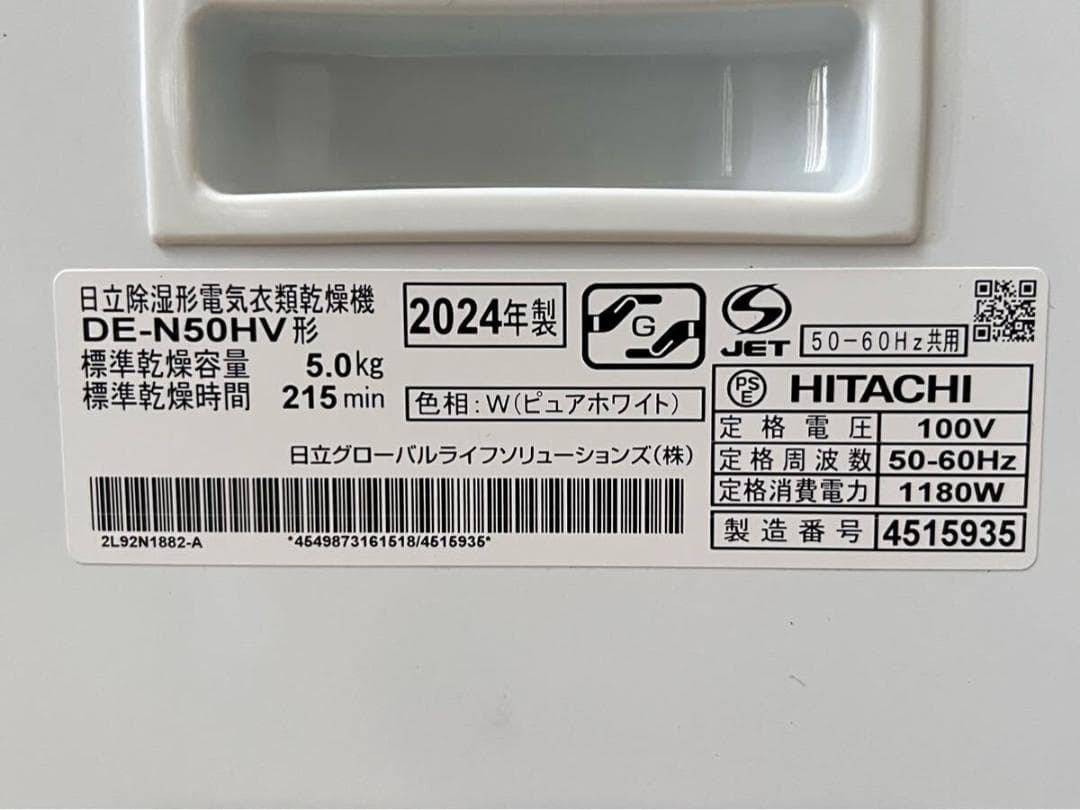 日立除湿形電気衣類乾燥機
DE-N50HV形
標準乾燥容量 5.0kg
標準乾燥時間 215min
2024年製
G
JET
50-60Hz共用
色相:W(ピュアホワイト)
日立グローバルライフソリューションズ(株)
2L92N1882-A *4549873161518/4515935*
PSE HITACHI
定格電圧 100V
定格周波数 50-60Hz
定格消費電力 1180W
製造番号 4515935